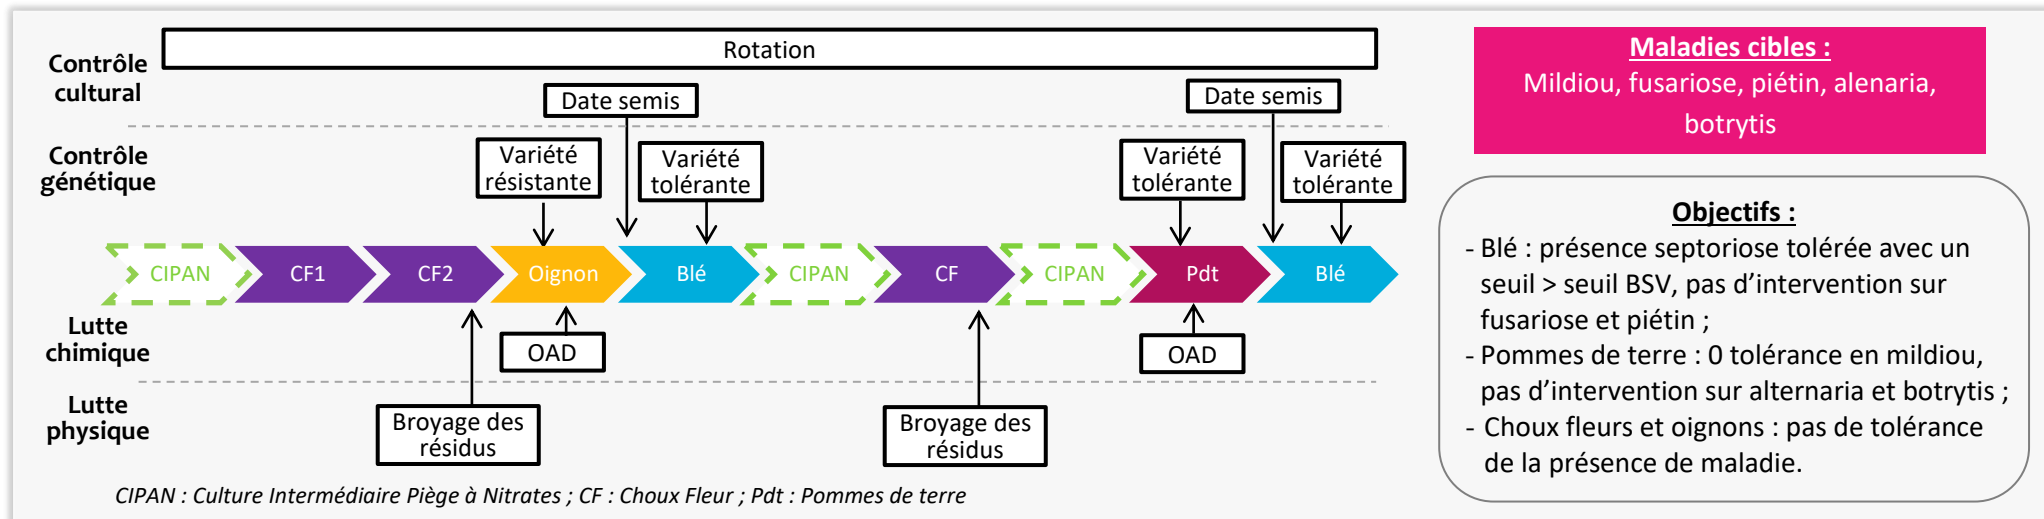 Rotation
Contrôle
cultural
Date semis
Date semis
Contrôle
génétique
Variété
résistante
Variété
tolérante
Variété
tolérante
Variété
tolérante
CIPAN
CF1
CF2
Oignon
Blé
CIPAN
CF
CIPAN
Pdt
Blé
Lutte
chimique
OAD
OAD
Lutte
physique
Broyage des
résidus
Broyage des
résidus
CIPAN : Culture Intermédiaire Piège à Nitrates ; CF : Choux Fleur ; Pdt : Pommes de terre
Maladies cibles :
Mildiou, fusariose, piétin, alenaria,
botrytis
Objectifs :
- Blé : présence septoriose tolérée avec un
seuil > seuil BSV, pas d’intervention sur
fusariose et piétin ;
- Pommes de terre : 0 tolérance en mildiou,
pas d’intervention sur alternaria et botrytis ;
- Choux fleurs et oignons : pas de tolérance
de la présence de maladie.